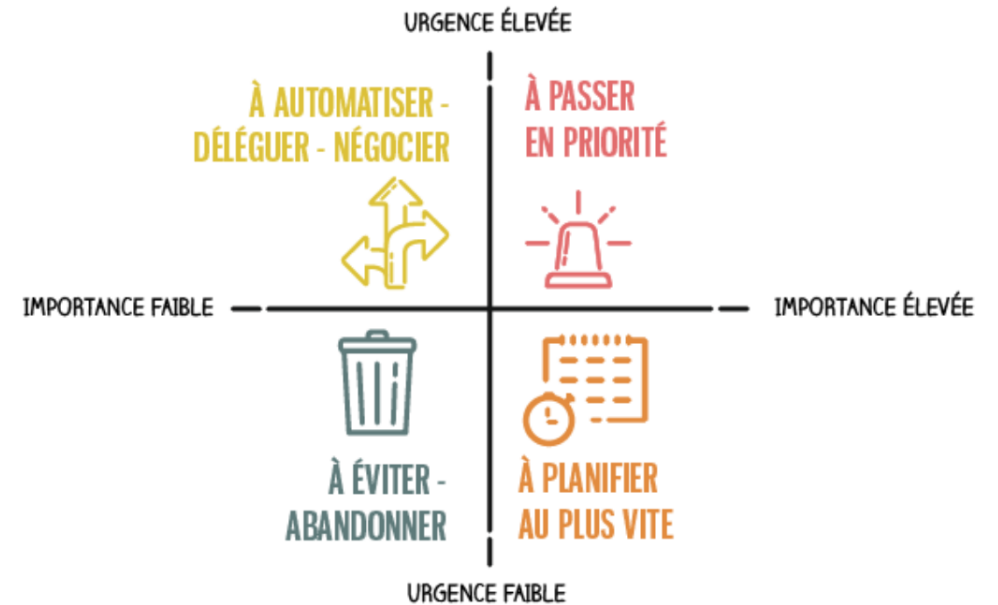 URGENCE ÉLEVÉE
À AUTOMATISER -
DÉLÉGUER - NÉGOCIER
À PASSER
EN PRIORITÉ
IMPORTANCE FAIBLE
IMPORTANCE ÉLEVÉE
À ÉVITER -
ABANDONNER
À PLANIFIER
AU PLUS VITE
URGENCE FAIBLE